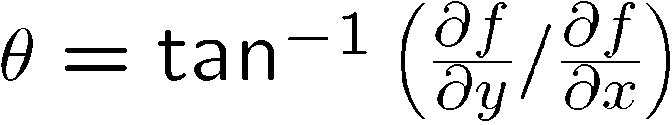 θ = tan⁻¹ (∂f/∂y / ∂f/∂x)